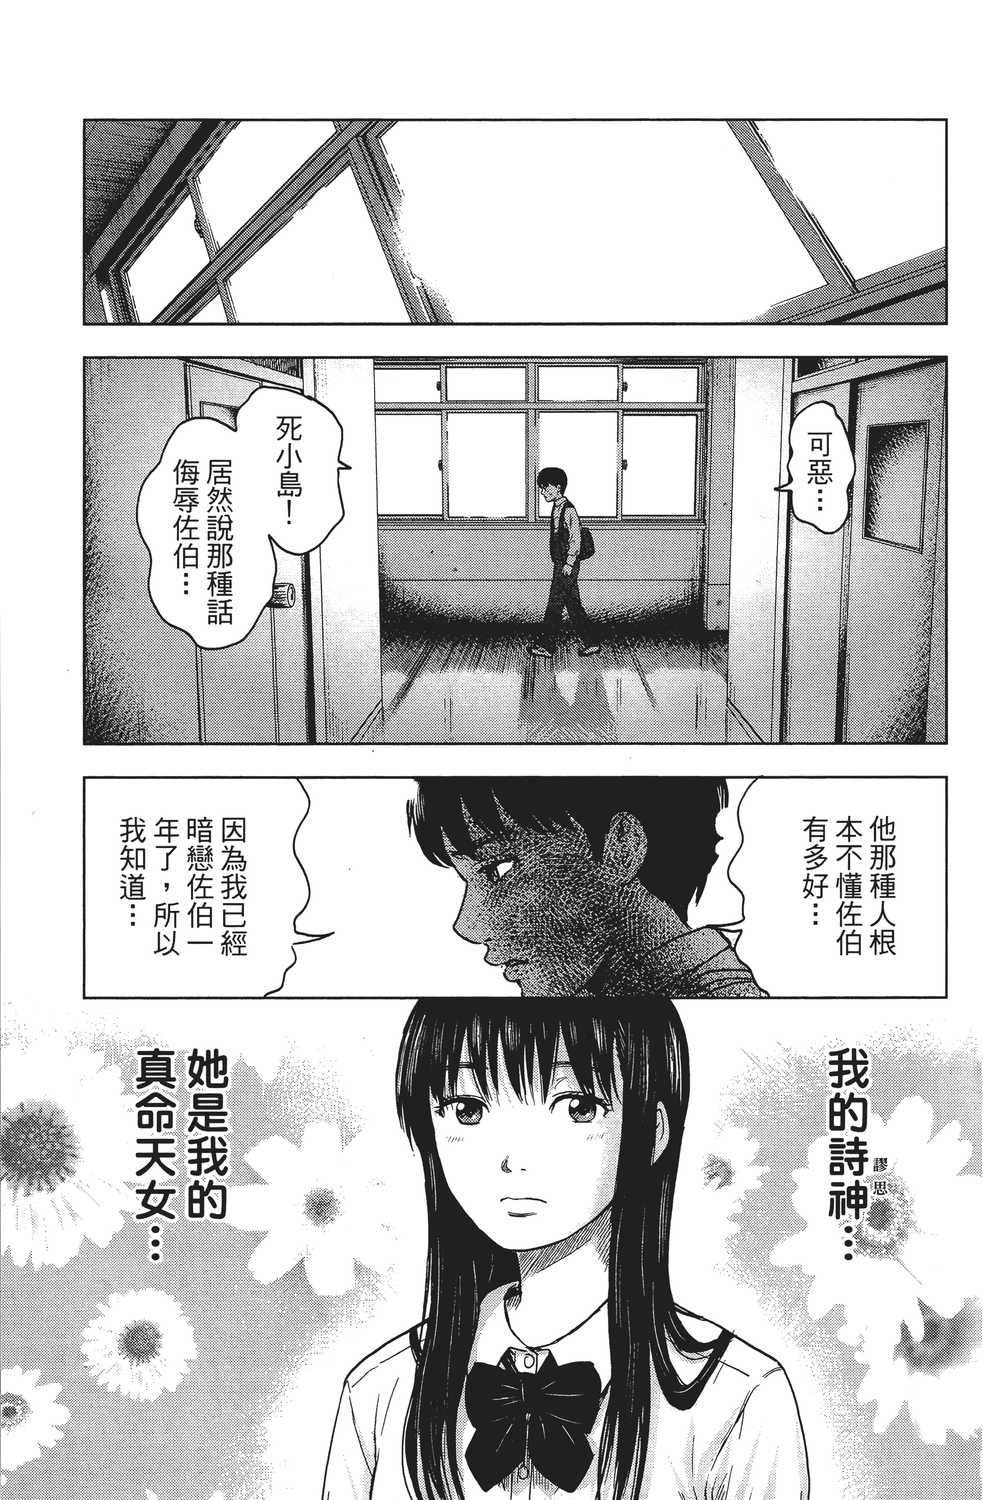 可惡…
死小島！
居然說那種話
侮辱佐伯…
他那種人根
本不懂佐伯
有多好…
因為我已經
暗戀佐伯一
年了，所以
我知道…
我的詩神…
謬思
她是我的
真命天女…